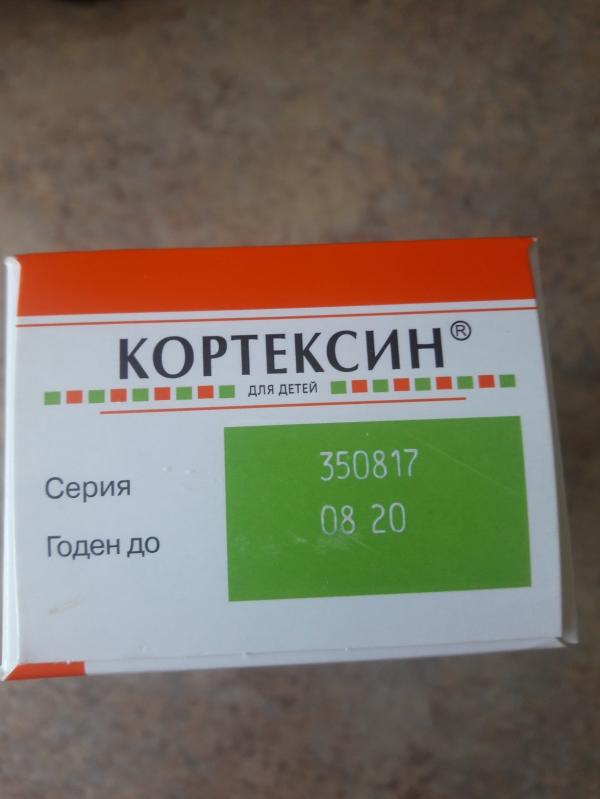 КОРТЕКСИН®
ДЛЯ ДЕТЕЙ
Серия 350817
Годен до 08 20